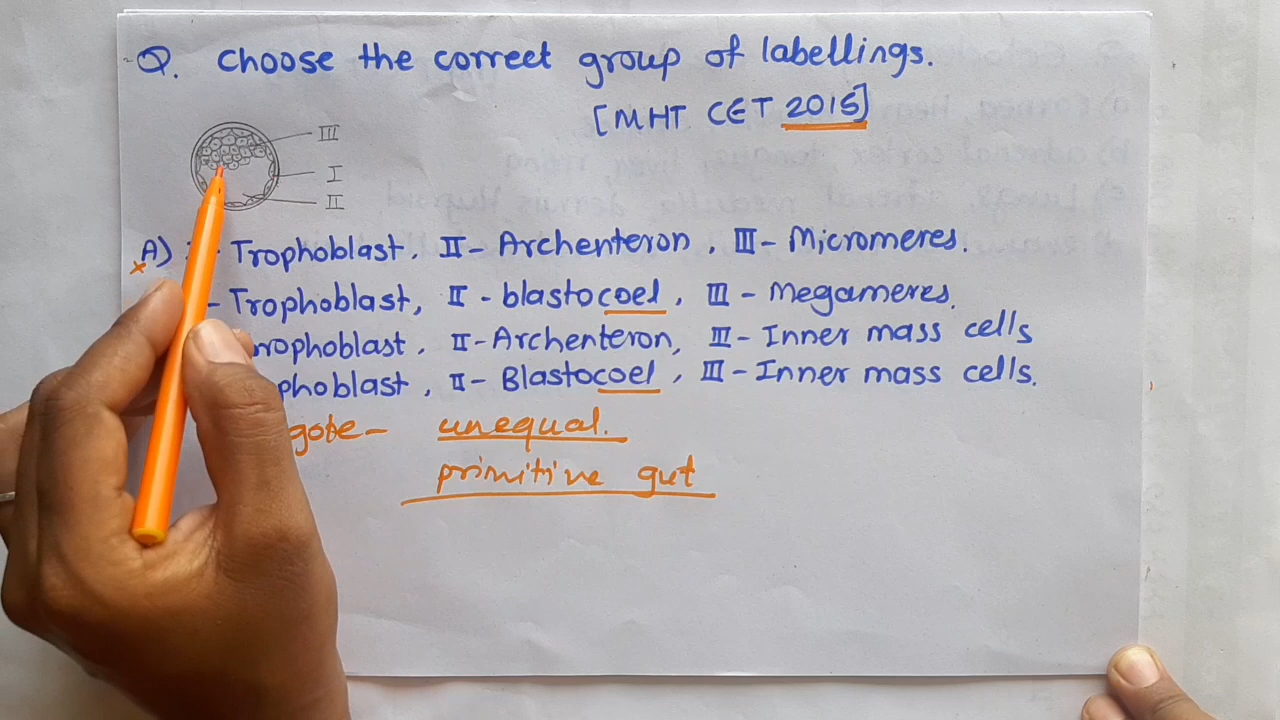 Q. Choose the correct group of labellings.
[MHT CET 2015]
III
I
II
A) Trophoblast, II- Archenteron, III- Micromeres.
- Trophoblast, II - blastocoel, III - Megameres.
rophoblast. II-Archenteron, III- Inner mass cells
phoblast, II- Blastocoel, III-Inner mass cells.
gote- unequal.
primitive gut